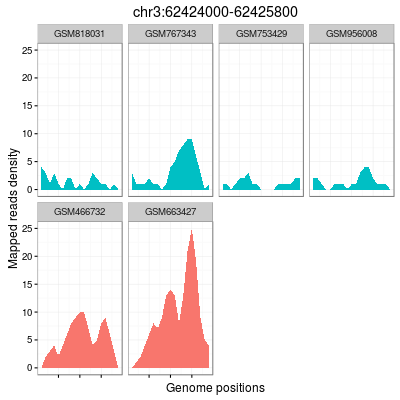 chr3:62424000-62425800
GSM818031 GSM767343 GSM753429 GSM956008
25
20
15
10
5
0
GSM466732 GSM663427
25
20
15
10
5
0
Mapped reads density
Genome positions